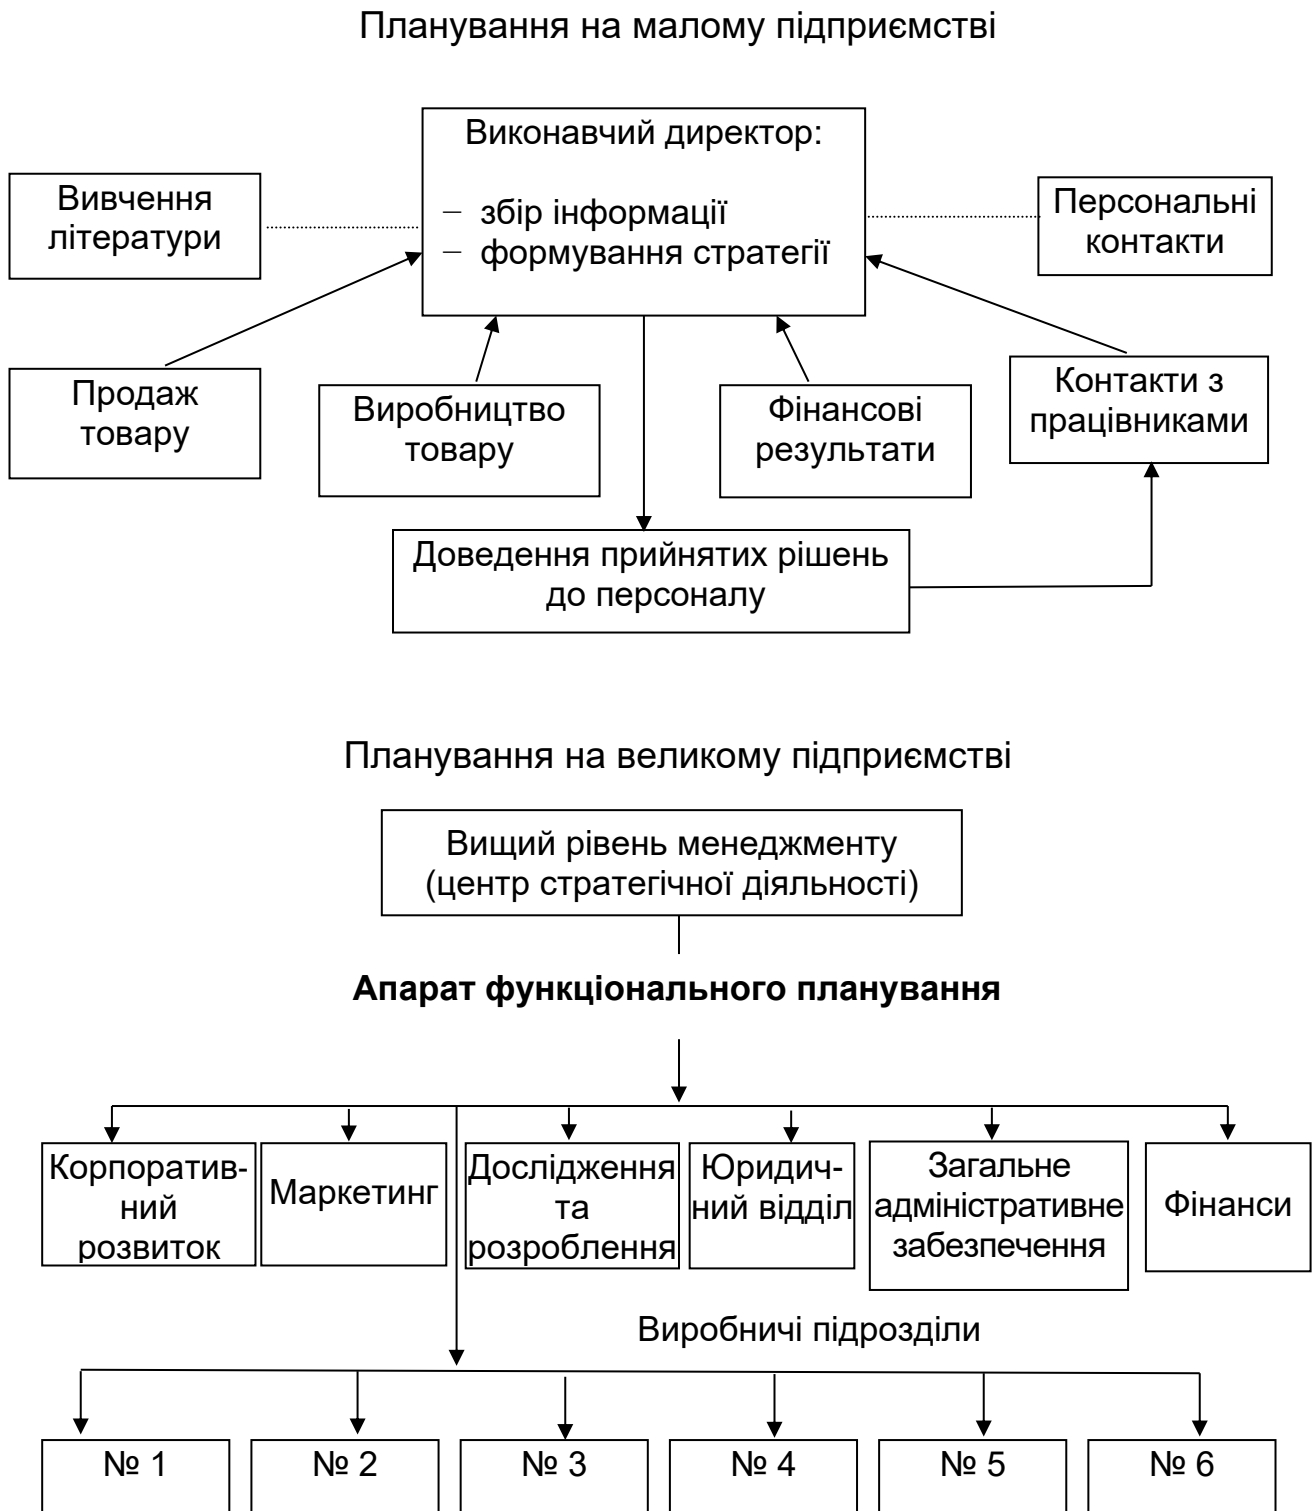 Планування на малому підприємстві
Виконавчий директор:
– збір інформації
– формування стратегії
Вивчення
літератури
Персональні
контакти
Продаж
товару
Виробництво
товару
Фінансові
результати
Контакти з
працівниками
Доведення прийнятих рішень
до персоналу
Планування на великому підприємстві
Вищий рівень менеджменту
(центр стратегічної діяльності)
Апарат функціонального планування
Корпоратив-
ний
розвиток
Маркетинг
Дослідження
та
розроблення
Юридич-
ний відділ
Загальне
адміністративне
забезпечення
Фінанси
Виробничі підрозділи
№ 1
№ 2
№ 3
№ 4
№ 5
№ 6